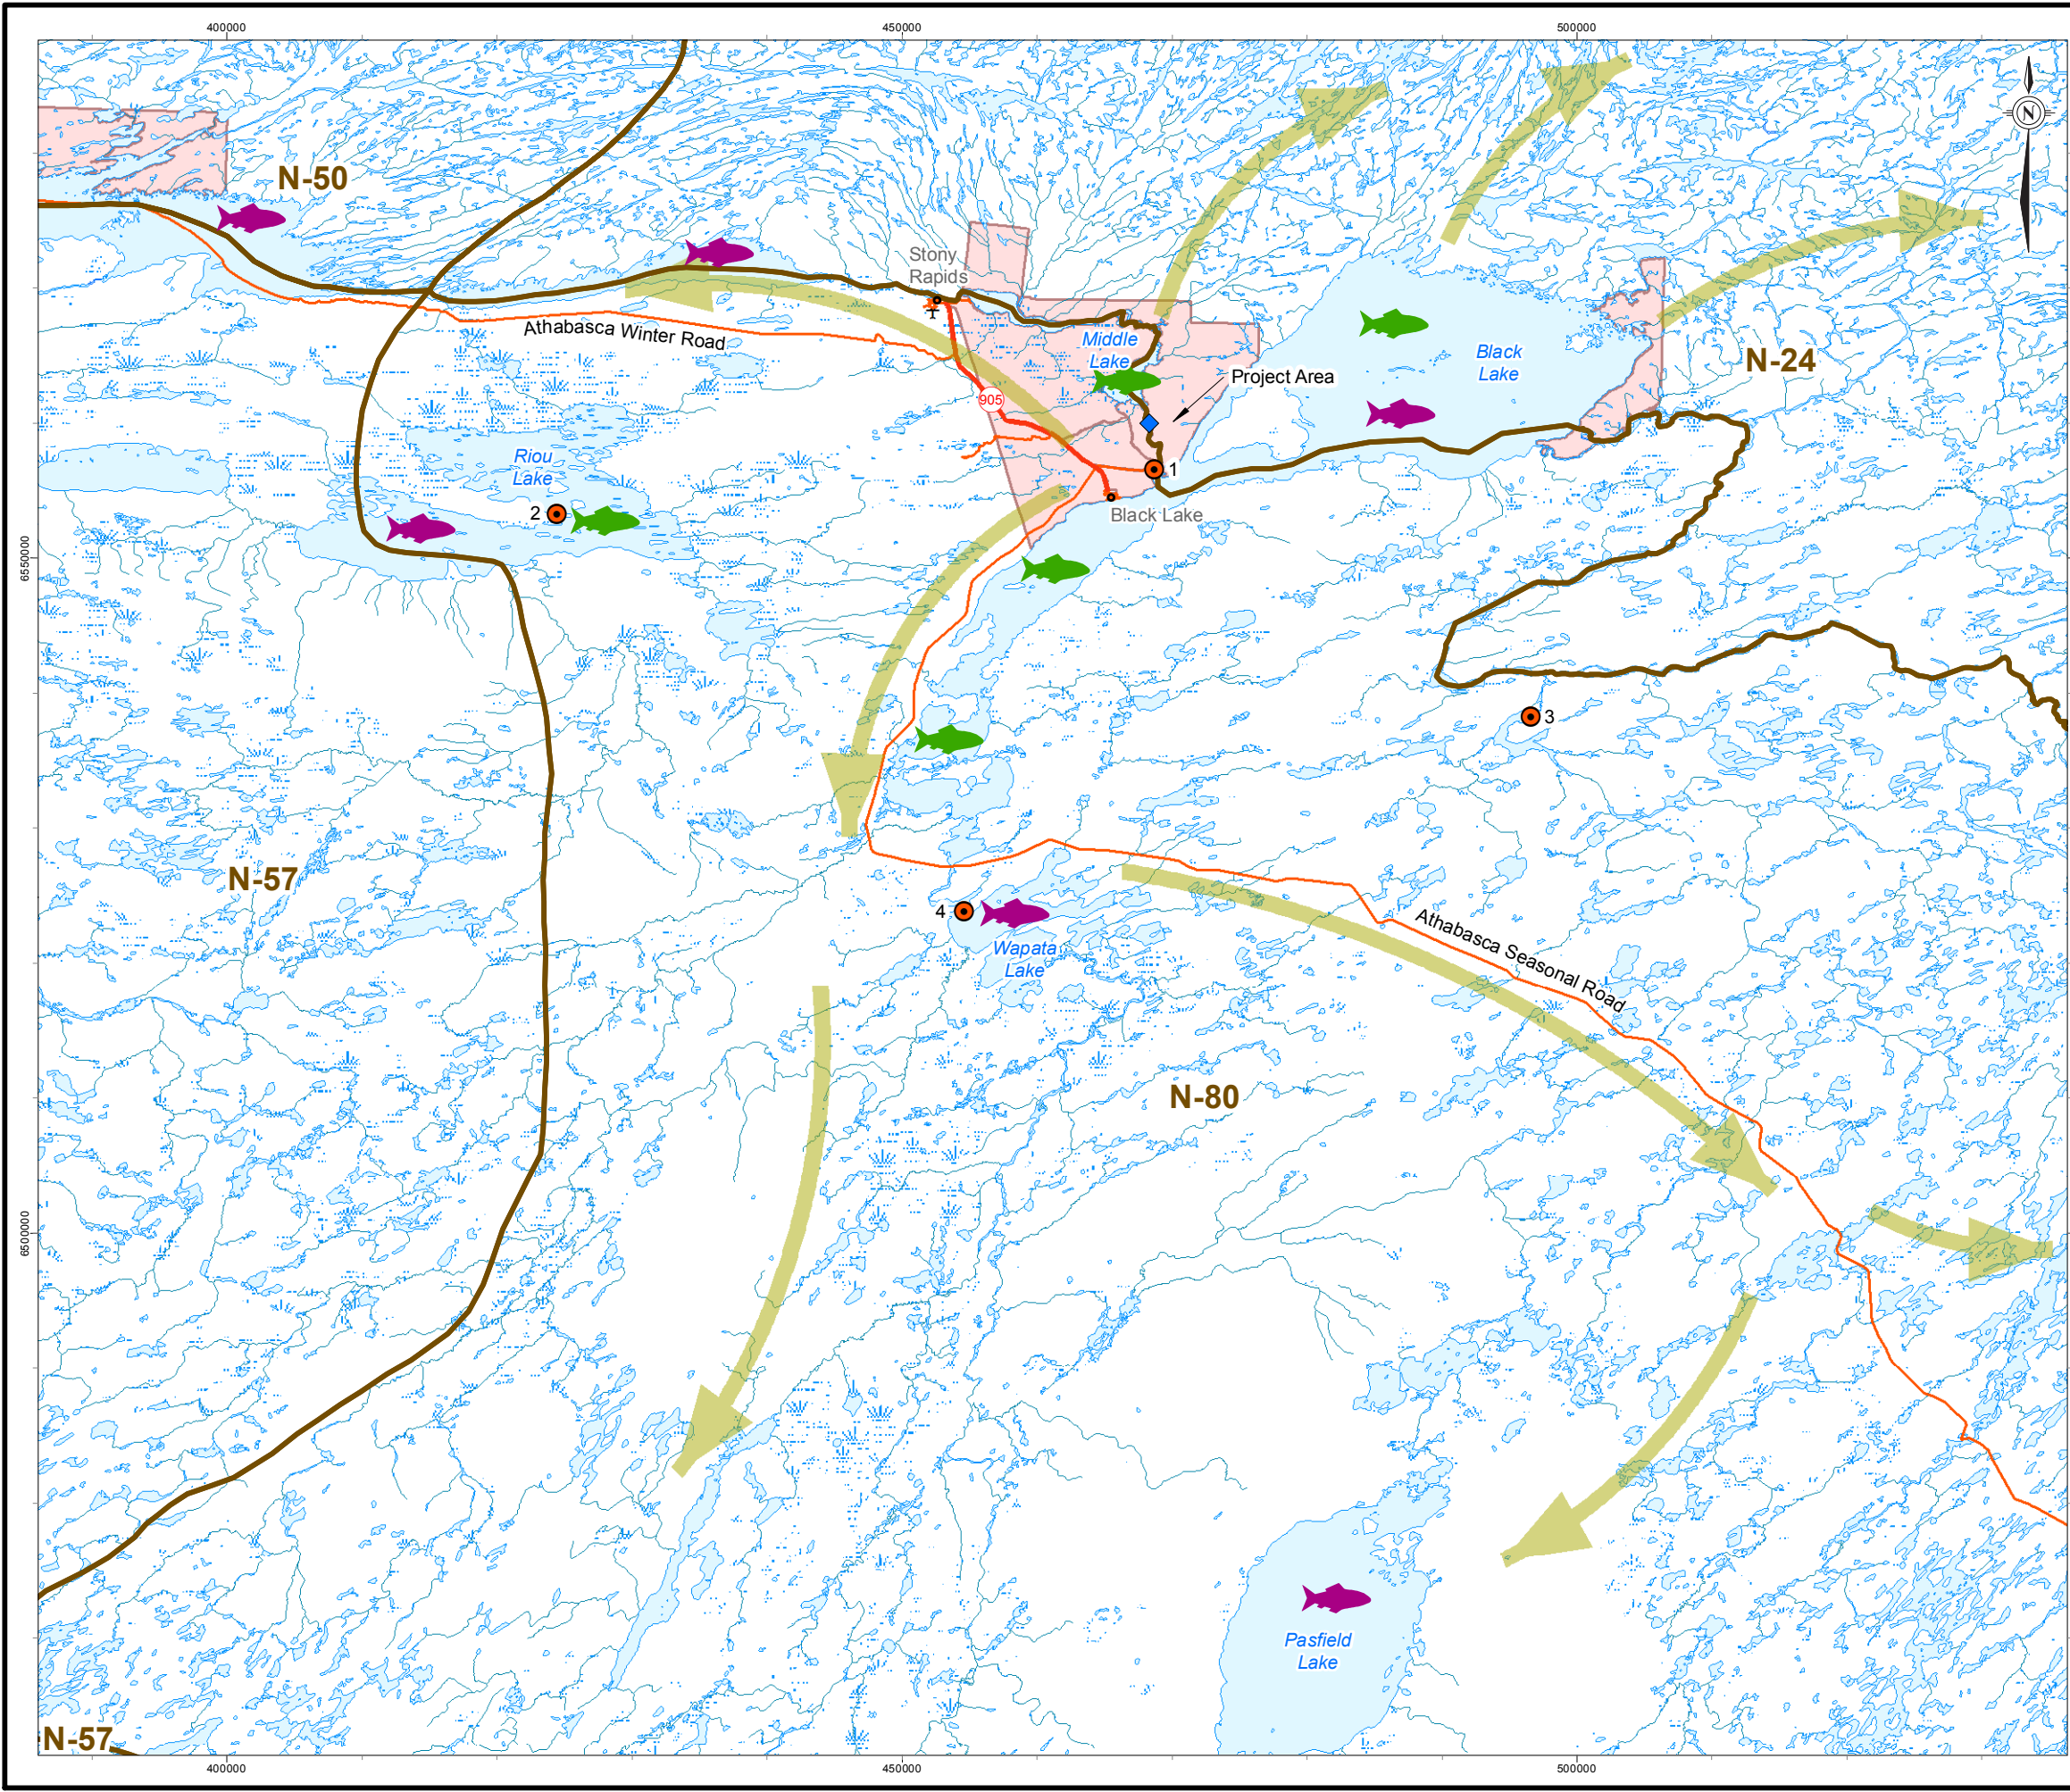 400000
450000
500000
N
N-50
Stony
Rapids
Athabasca Winter Road
Middle
Lake
Black
Lake
N-24
Project Area
905
Riou
Lake
1
2
Black Lake
6550000
3
N-57
4
Wapata
Lake
Athabasca Seasonal Road
N-80
6500000
Pasfield
Lake
N-57
400000
450000
500000